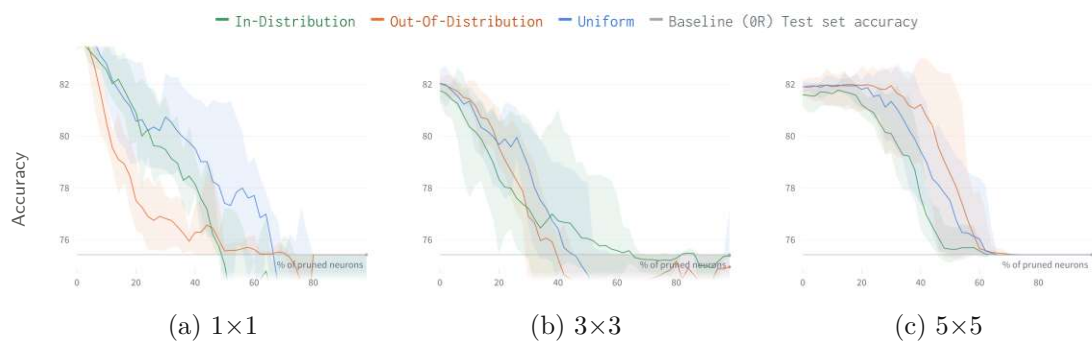 In-Distribution Out-Of-Distribution Uniform Baseline (0R) Test set accuracy
Accuracy
82
80
78
76
% of pruned neurons
0 20 40 60 80
(a) 1×1
82
80
78
76
% of pruned neurons
0 20 40 60 80
(b) 3×3
82
80
78
76
% of pruned neurons
0 20 40 60 80
(c) 5×5